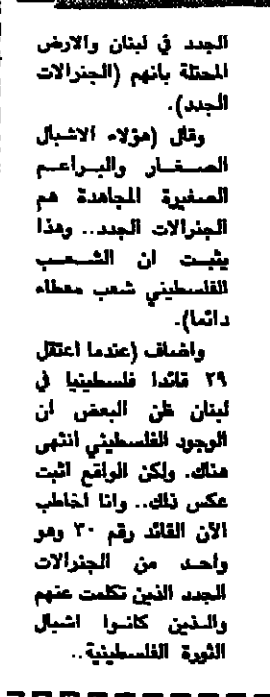 الجدد في لبنان والارض
المحتلة بانهم (الجنرالات
الجدد).
وقال (هؤلاء الاشبال
الصغار والبراعم
الصغيرة المجاهدة هم
الجنرالات الجدد.. وهذا
يثبت ان الشعب
الفلسطيني شعب معطاء
دائما).
واضاف (عندما اعتقل
٢٩ قائدا فلسطينيا في
لبنان ظن البعض ان
الوجود الفلسطيني انتهى
هناك. ولكن الواقع اثبت
عكس ذلك.. وانا اخاطب
الآن القائد رقم ٣٠ وهو
واحد من الجنرالات
الجدد الذين تكلمت عنهم
والذين كانوا اشبال
الثورة الفلسطينية..